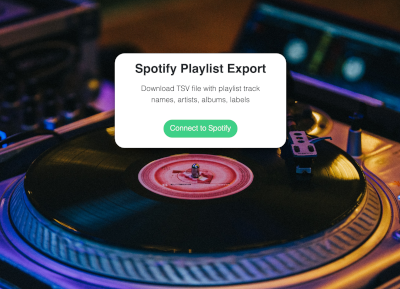 Spotify Playlist Export
Download TSV file with playlist track
names, artists, albums, labels
Connect to Spotify